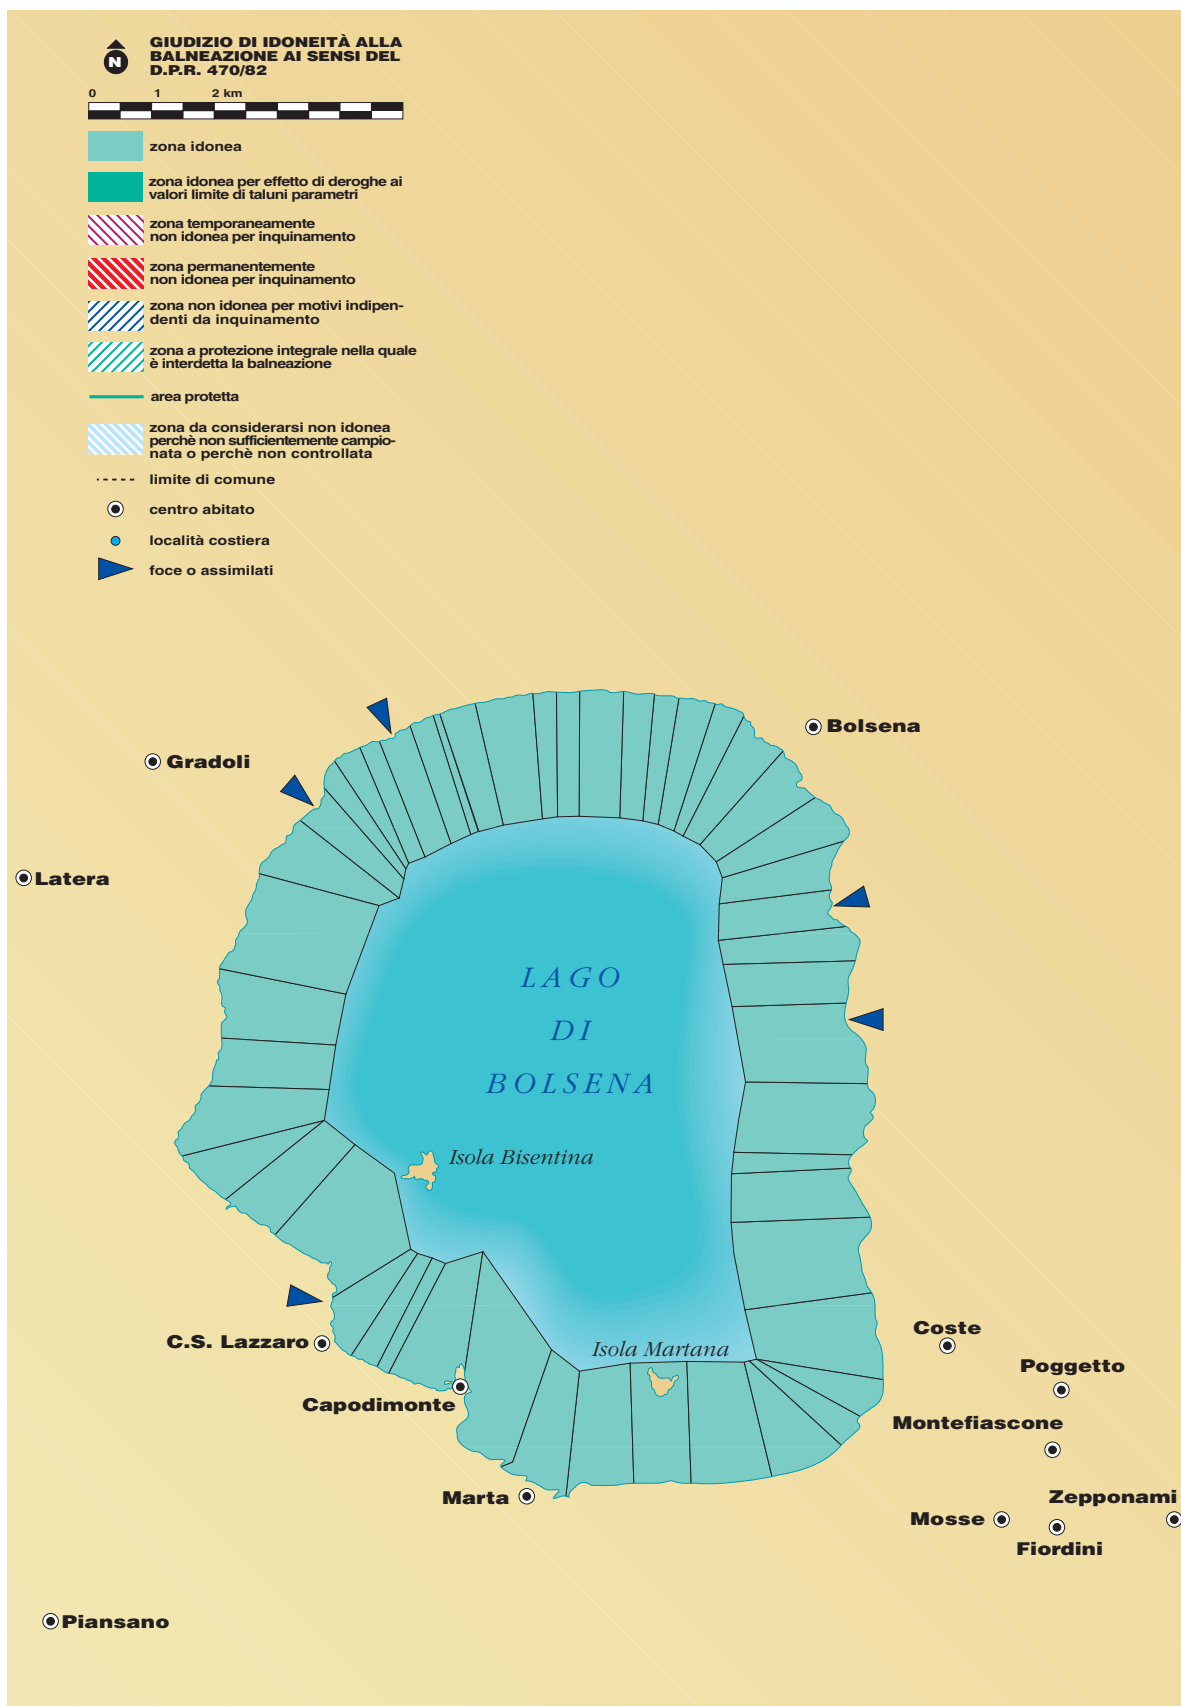 N
GIUDIZIO DI IDONEITÀ ALLA
BALNEAZIONE AI SENSI DEL
D.P.R. 470/82
0 1 2 km
zona idonea
zona idonea per effetto di deroghe ai
valori limite di taluni parametri
zona temporaneamente
non idonea per inquinamento
zona permanentemente
non idonea per inquinamento
zona non idonea per motivi indipen-
denti da inquinamento
zona a protezione integrale nella quale
è interdetta la balneazione
area protetta
zona da considerarsi non idonea
perchè non sufficientemente campio-
nata o perchè non controllata
limite di comune
centro abitato
località costiera
foce o assimilati
Bolsena
Gradoli
Latera
LAGO
DI
BOLSENA
Isola Bisentina
C.S. Lazzaro
Isola Martana
Coste
Poggetto
Capodimonte
Montefiascone
Marta
Zepponami
Mosse
Fiordini
Piansano